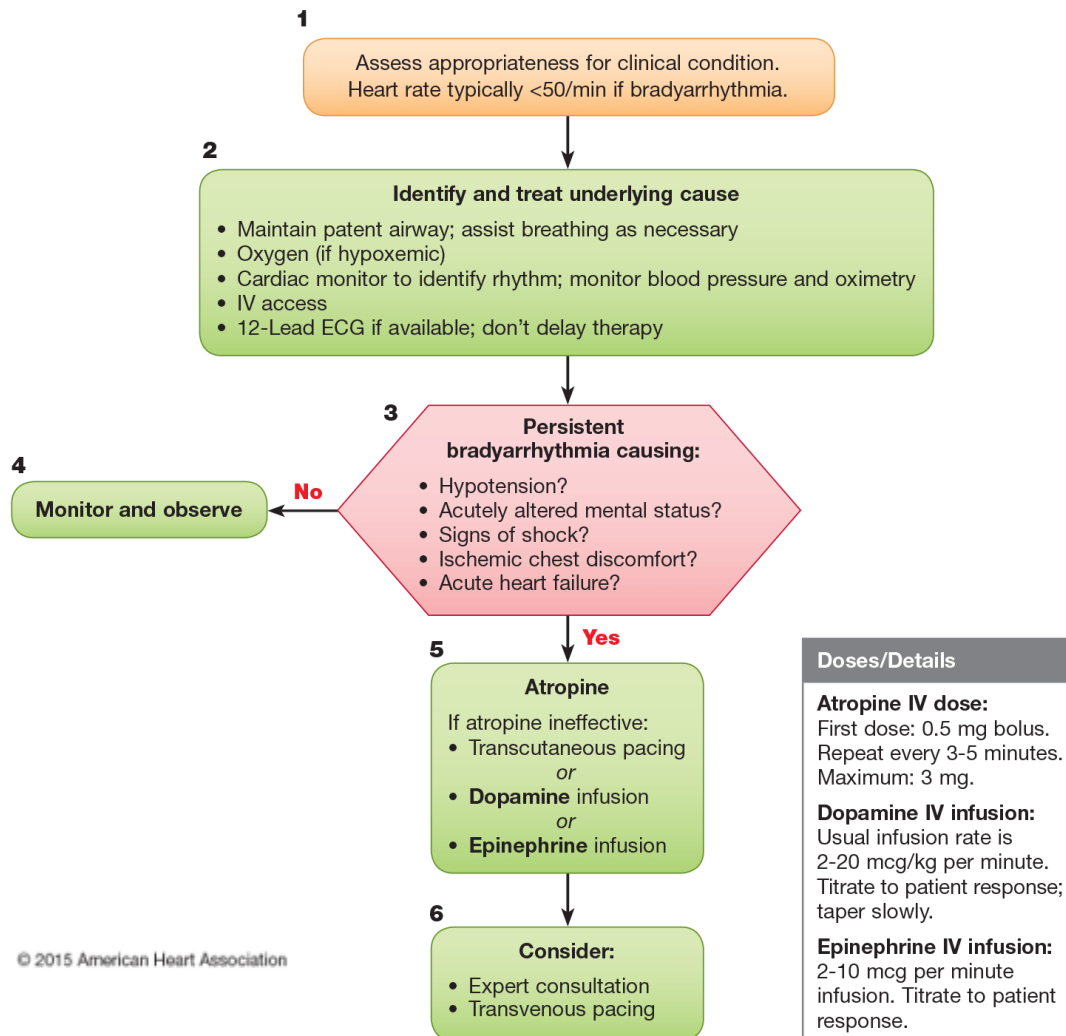 1
Assess appropriateness for clinical condition.
Heart rate typically <50/min if bradyarrhythmia.
2
Identify and treat underlying cause
• Maintain patent airway; assist breathing as necessary
• Oxygen (if hypoxemic)
• Cardiac monitor to identify rhythm; monitor blood pressure and oximetry
• IV access
• 12-Lead ECG if available; don’t delay therapy
3
Persistent
bradyarrhythmia causing:
• Hypotension?
• Acutely altered mental status?
• Signs of shock?
• Ischemic chest discomfort?
• Acute heart failure?
No
4
Monitor and observe
Yes
5
Atropine
If atropine ineffective:
• Transcutaneous pacing
or
• Dopamine infusion
or
• Epinephrine infusion
6
Consider:
• Expert consultation
• Transvenous pacing
Doses/Details
Atropine IV dose:
First dose: 0.5 mg bolus.
Repeat every 3-5 minutes.
Maximum: 3 mg.
Dopamine IV infusion:
Usual infusion rate is
2-20 mcg/kg per minute.
Titrate to patient response;
taper slowly.
Epinephrine IV infusion:
2-10 mcg per minute
infusion. Titrate to patient
response.
© 2015 American Heart Association